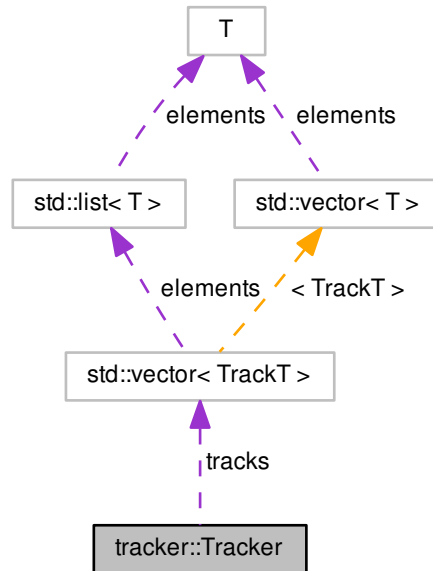 T
elements
elements
std::list< T >
std::vector< T >
elements
< TrackT >
std::vector< TrackT >
tracks
tracker::Tracker